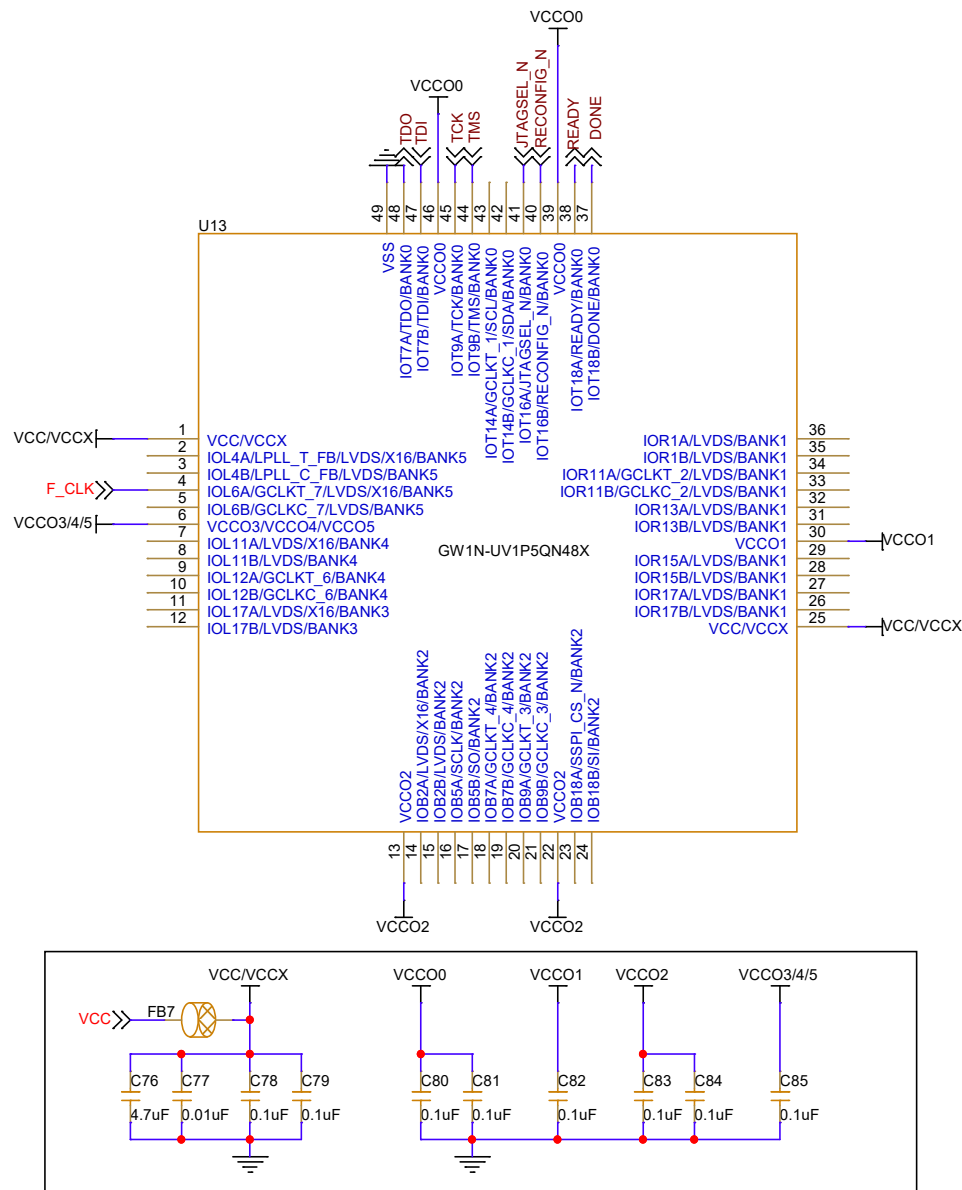 VCCO0
VCCO0
TDO
TDI
TCK
TMS
JTAGSEL_N
RECONFIG_N
READY
DONE
49
48
47
46
45
44
43
42
41
40
39
38
37
U13
VSS
IOT7A/TDO/BANK0
IOT7B/TDI/BANK0
VCCO0
IOT9A/TCK/BANK0
IOT9B/TMS/BANK0
IOT14A/GCLKT_1/SCL/BANK0
IOT14B/GCLKC_1/SDA/BANK0
IOT16A/JTAGSEL_N/BANK0
IOT16B/RECONFIG_N/BANK0
VCCO0
IOT18A/READY/BANK0
IOT18B/DONE/BANK0
VCC/VCCX
F_CLK
VCCO3/4/5
1 VCC/VCCX
2 IOL4A/LPLL_T_FB/LVDS/X16/BANK5
3 IOL4B/LPLL_C_FB/LVDS/BANK5
4 IOL6A/GCLKT_7/LVDS/X16/BANK5
5 IOL6B/GCLKC_7/LVDS/BANK5
6 VCCO3/VCCO4/VCCO5
7 IOL11A/LVDS/X16/BANK4
8 IOL11B/LVDS/BANK4
9 IOL12A/GCLKT_6/BANK4
10 IOL12B/GCLKC_6/BANK4
11 IOL17A/LVDS/X16/BANK3
12 IOL17B/LVDS/BANK3
GW1N-UV1P5QN48X
IOR1A/LVDS/BANK1 36
IOR1B/LVDS/BANK1 35
IOR11A/GCLKT_2/LVDS/BANK1 34
IOR11B/GCLKC_2/LVDS/BANK1 33
IOR13A/LVDS/BANK1 32
IOR13B/LVDS/BANK1 31
VCCO1 30
IOR15A/LVDS/BANK1 29
IOR15B/LVDS/BANK1 28
IOR17A/LVDS/BANK1 27
IOR17B/LVDS/BANK1 26
VCC/VCCX 25
VCCO1
VCC/VCCX
VCCO2
IOB2A/LVDS/X16/BANK2
IOB2B/LVDS/BANK2
IOB5A/SCLK/BANK2
IOB5B/SO/BANK2
IOB7A/GCLKT_4/BANK2
IOB7B/GCLKC_4/BANK2
IOB9A/GCLKT_3/BANK2
IOB9B/GCLKC_3/BANK2
VCCO2
IOB18A/SSPI_CS_N/BANK2
IOB18B/SI/BANK2
13
14
15
16
17
18
19
20
21
22
23
24
VCCO2
VCCO2
VCC/VCCX
VCCO0
VCCO1
VCCO2
VCCO3/4/5
VCC
FB7
C76
4.7uF
C77
0.01uF
C78
0.1uF
C79
0.1uF
C80
0.1uF
C81
0.1uF
C82
0.1uF
C83
0.1uF
C84
0.1uF
C85
0.1uF